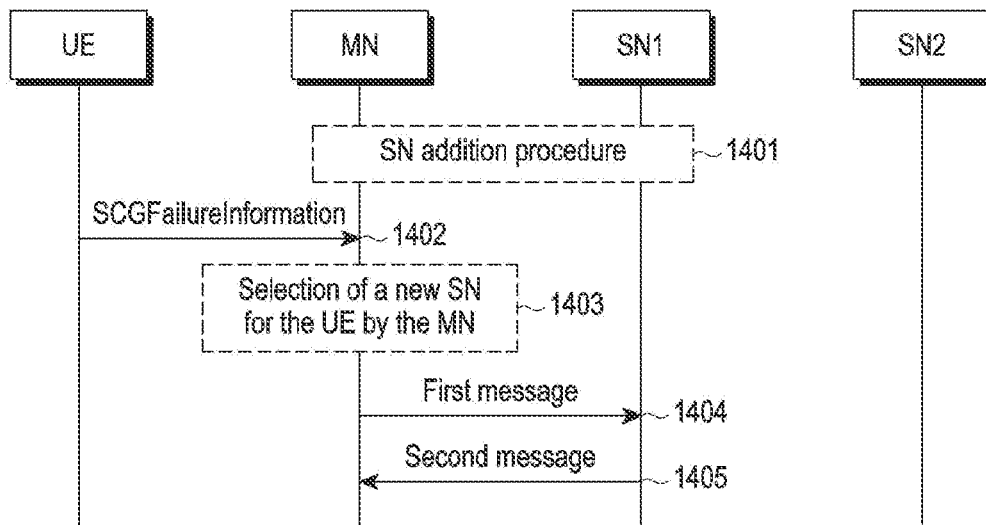 UE MN SN1 SN2
SN addition procedure 1401
SCGFailureInformation
1402
Selection of a new SN
for the UE by the MN
1403
First message
1404
Second message
1405